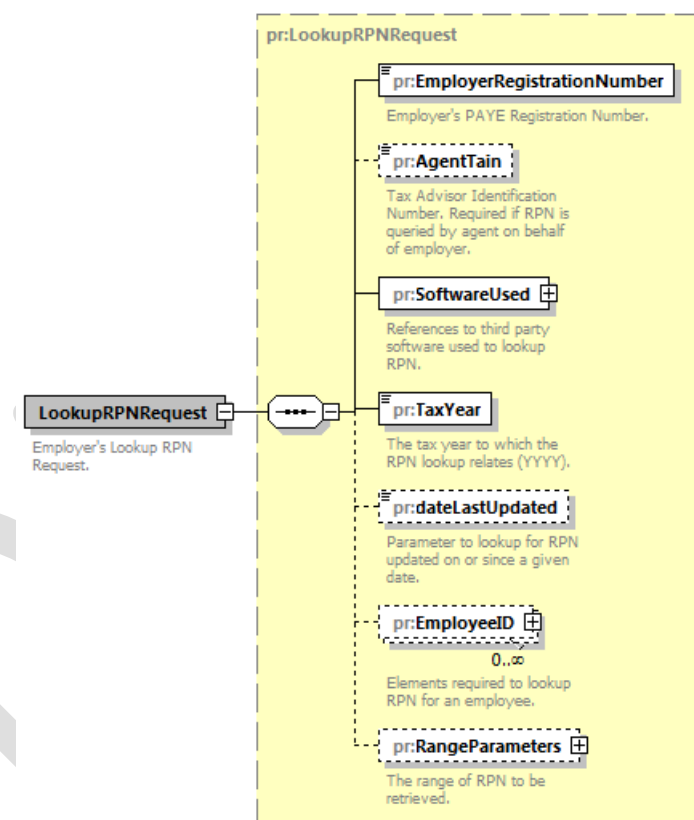 pr:LookupRPNRequest
pr:EmployerRegistrationNumber
Employer's PAYE Registration Number.
pr:AgentTain
Tax Advisor Identification
Number. Required if RPN is
queried by agent on behalf
of employer.
pr:SoftwareUsed
References to third party
software used to lookup
RPN.
LookupRPNRequest
Employer's Lookup RPN
Request.
pr:TaxYear
The tax year to which the
RPN lookup relates (YYYY).
pr:dateLastUpdated
Parameter to lookup for RPN
updated on or since a given
date.
pr:EmployeeID
0..∞
Elements required to lookup
RPN for an employee.
pr:RangeParameters
The range of RPN to be
retrieved.